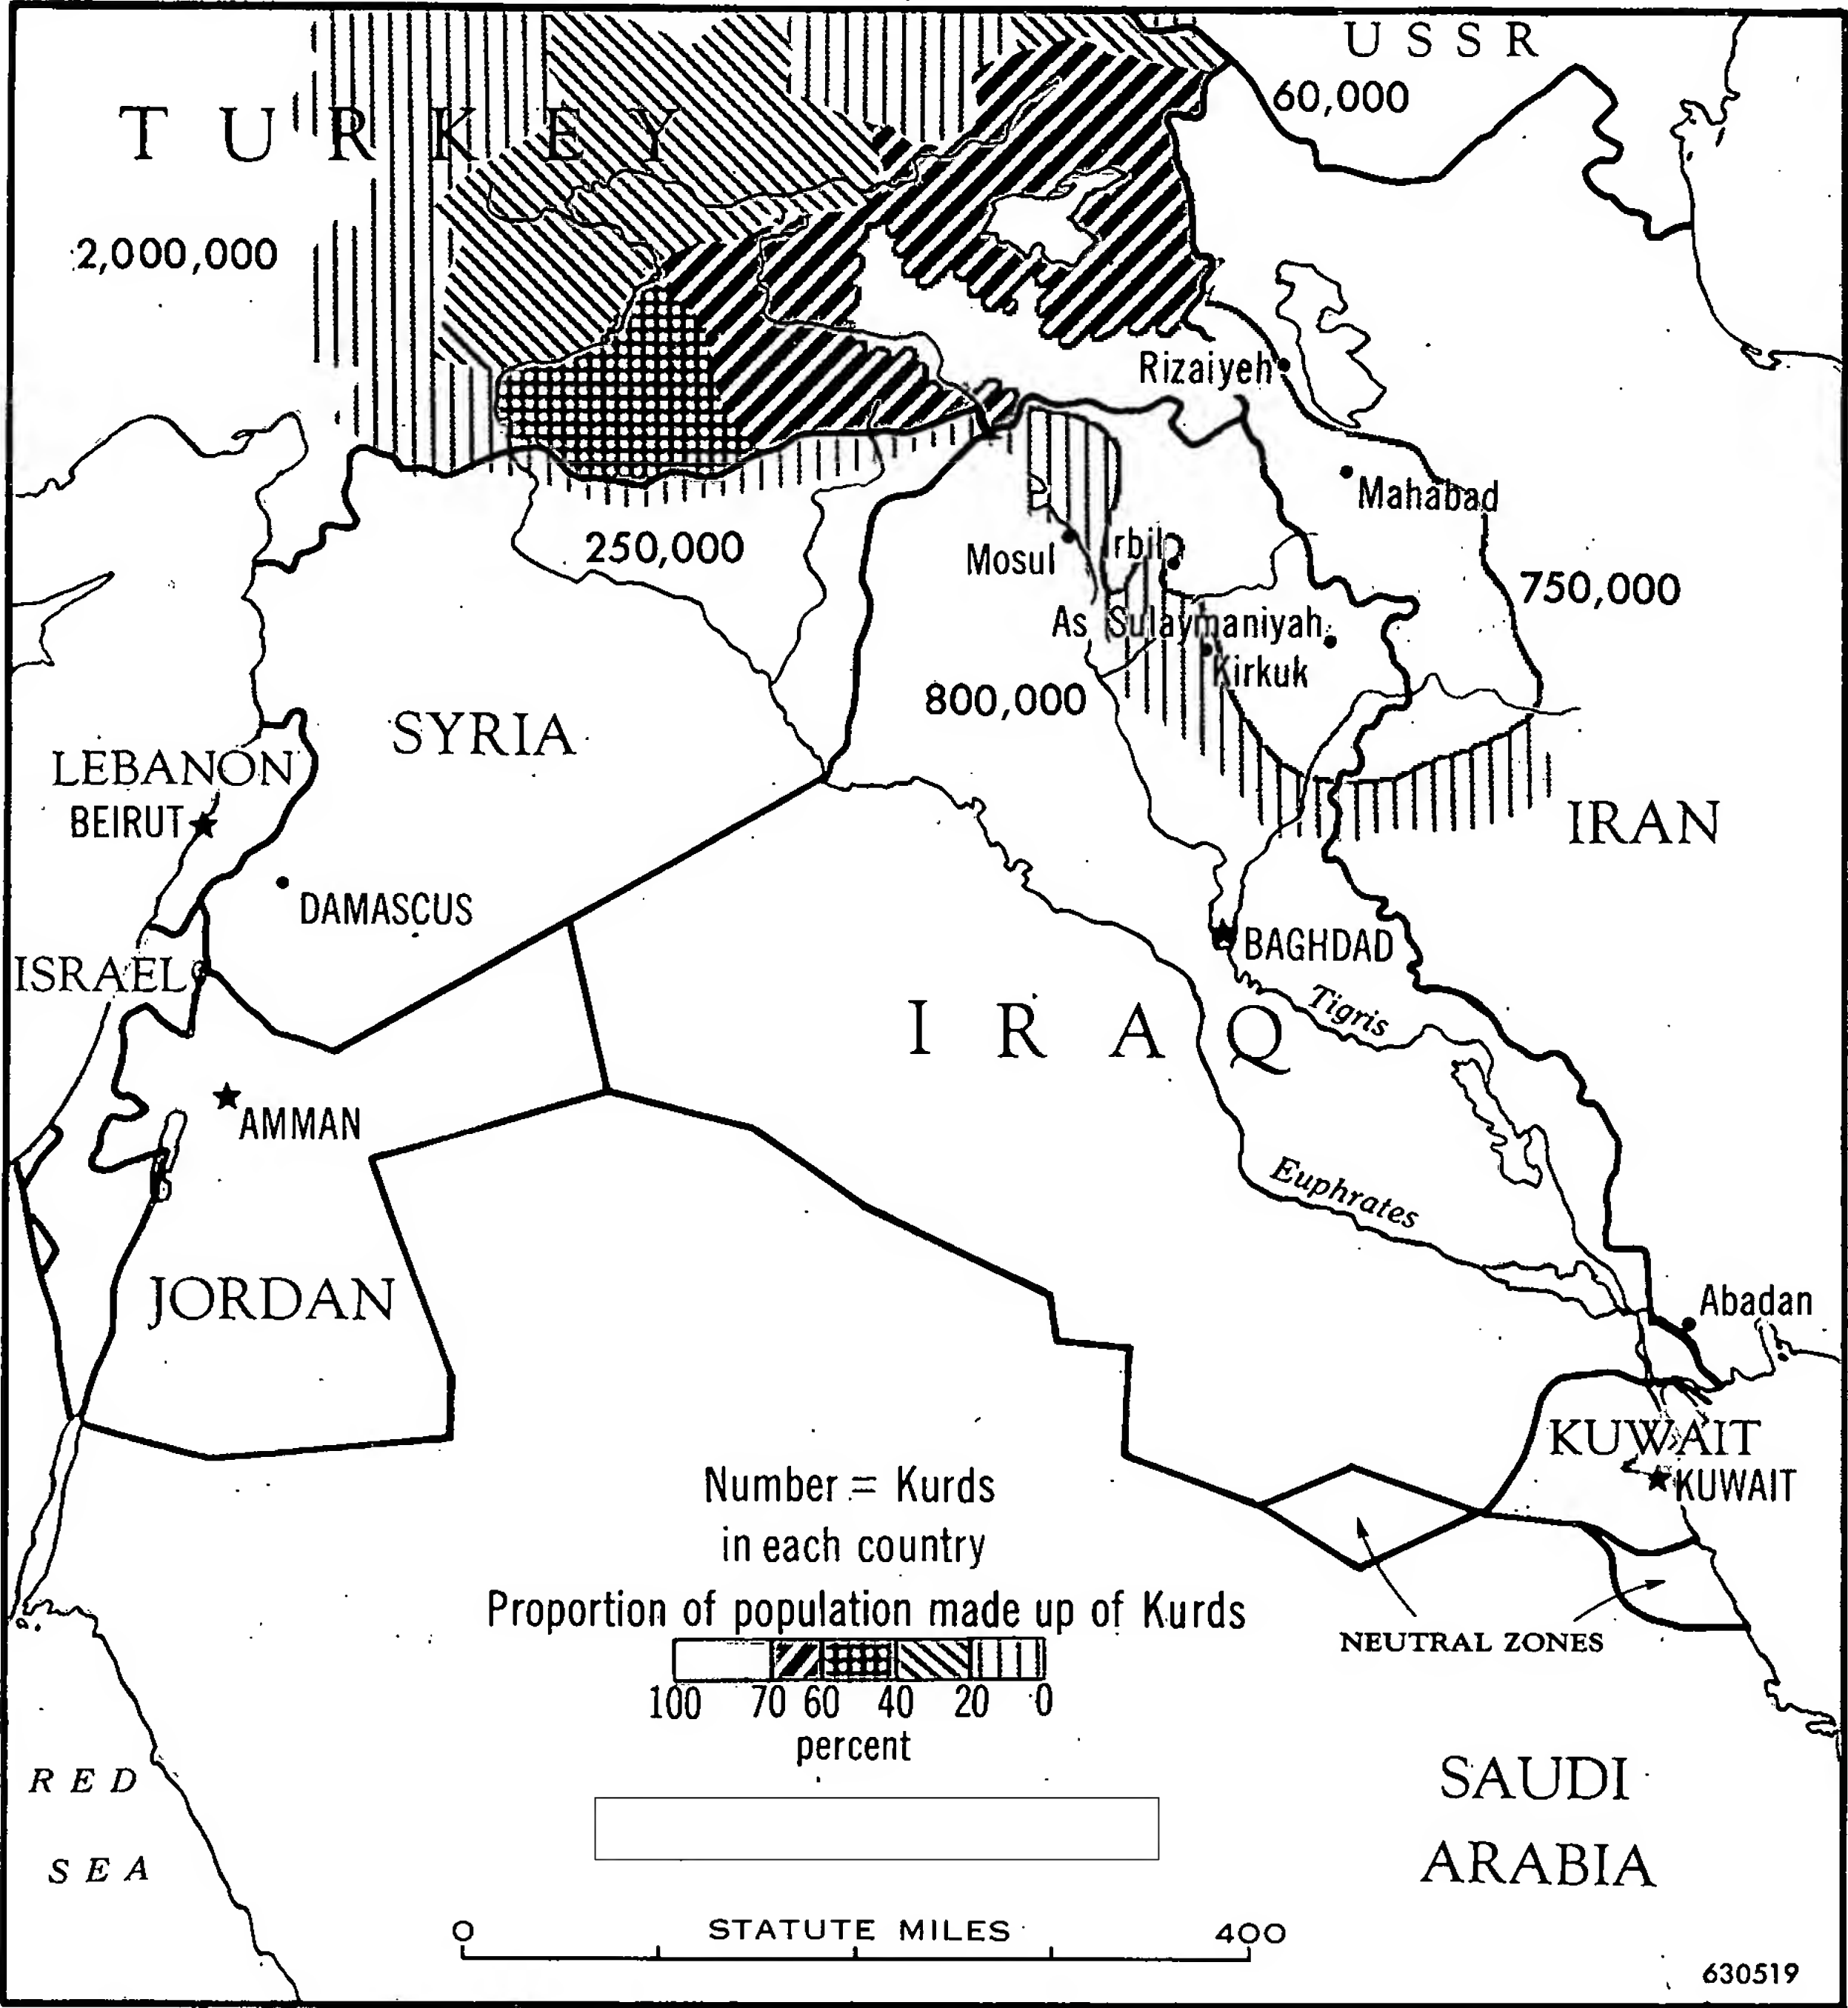 USSR
60,000
TURKEY
2,000,000
Rizaiyeh
Mahabad
250,000
Mosul
Irbil
750,000
As Sulaymaniyah
Kirkuk
800,000
SYRIA
LEBANON
BEIRUT
IRAN
DAMASCUS
BAGHDAD
ISRAEL
Tigris
IRAQ
AMMAN
Euphrates
JORDAN
Abadan
KUWAIT
KUWAIT
Number = Kurds
in each country
Proportion of population made up of Kurds
100 70 60 40 20 0
percent
NEUTRAL ZONES
RED
SEA
SAUDI
ARABIA
0 STATUTE MILES 400
630519